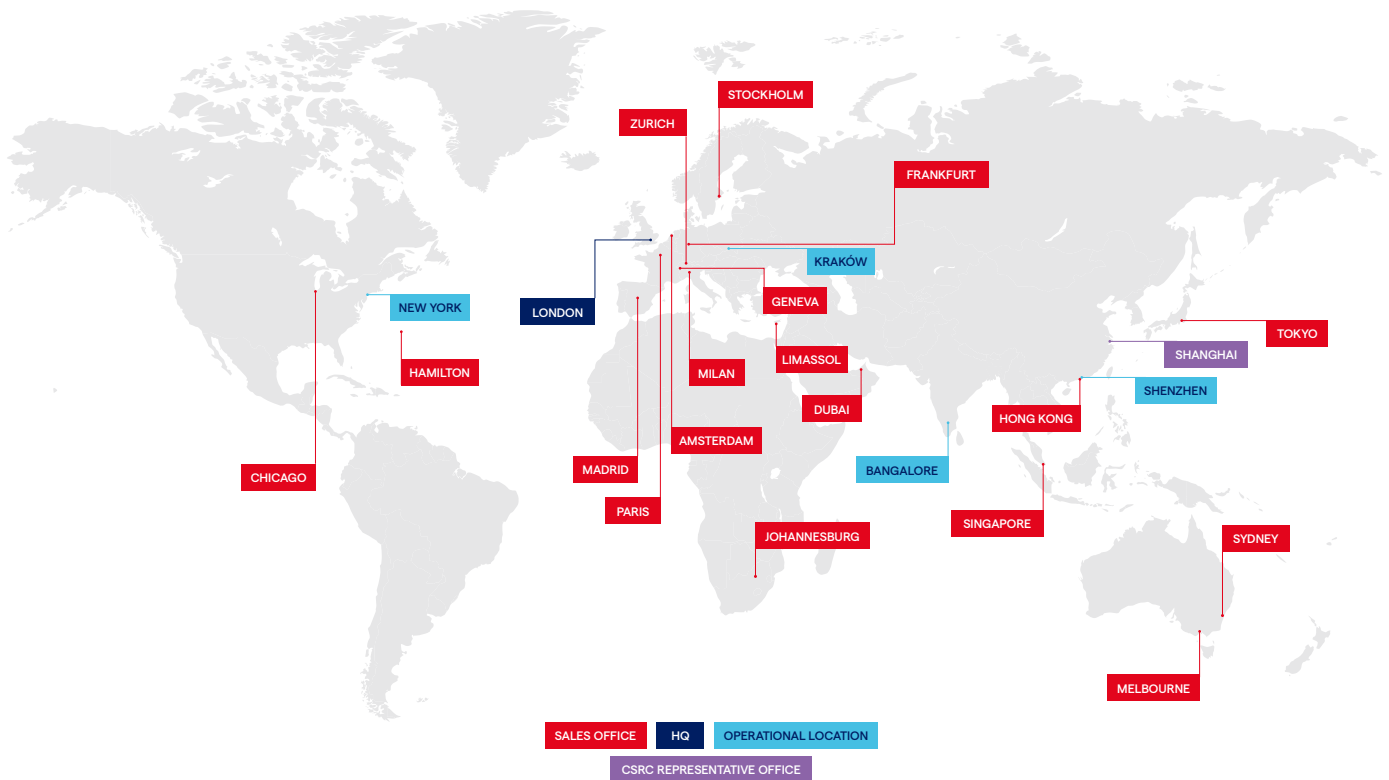 STOCKHOLM
ZURICH
FRANKFURT
KRAKÓW
GENEVA
NEW YORK
LONDON
TOKYO
SHANGHAI
LIMASSOL
HAMILTON
MILAN
SHENZHEN
DUBAI
HONG KONG
AMSTERDAM
MADRID
BANGALORE
CHICAGO
PARIS
SINGAPORE
JOHANNESBURG
SYDNEY
MELBOURNE
SALES OFFICE
HQ
OPERATIONAL LOCATION
CSRC REPRESENTATIVE OFFICE